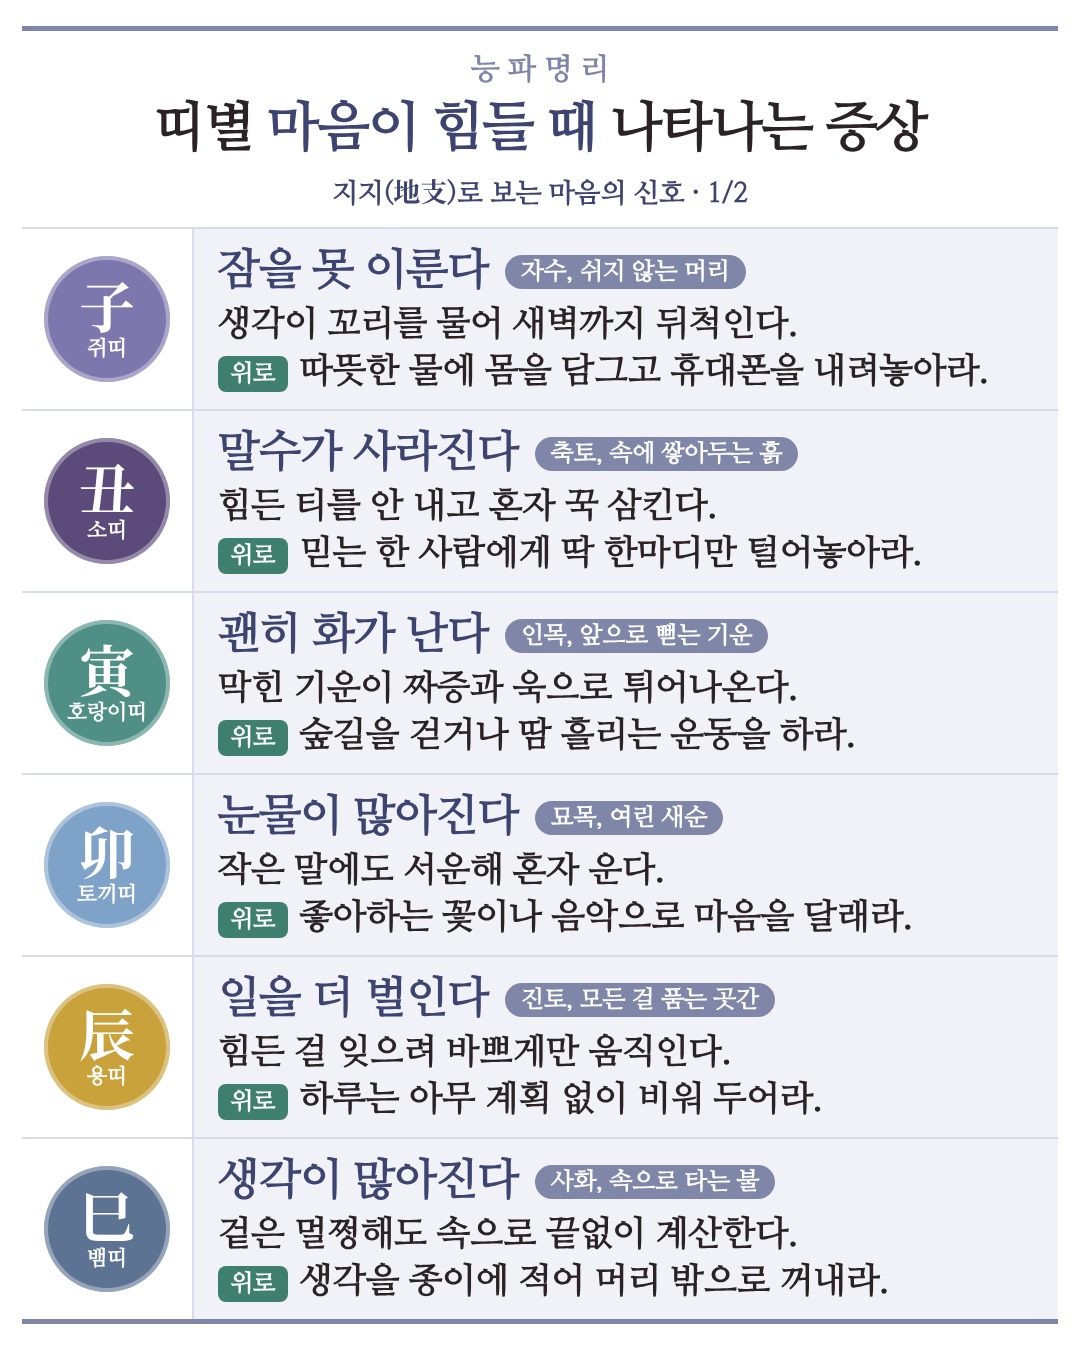 능파명리
띠별 마음이 힘들 때 나타나는 증상
지지(地支)로 보는 마음의 신호 · 1/2
子
쥐띠
잠을 못 이룬다 자수, 쉬지 않는 머리
생각이 꼬리를 물어 새벽까지 뒤척인다.
위로 따뜻한 물에 몸을 담그고 휴대폰을 내려놓아라.
丑
소띠
말수가 사라진다 축토, 속에 쌓아두는 흙
힘든 티를 안 내고 혼자 꾹 삼킨다.
위로 믿는 한 사람에게 딱 한마디만 털어놓아라.
寅
호랑이띠
괜히 화가 난다 인목, 앞으로 뻗는 기운
막힌 기운이 짜증과 욱으로 튀어나온다.
위로 숲길을 걷거나 땀 흘리는 운동을 하라.
卯
토끼띠
눈물이 많아진다 묘목, 여린 새순
작은 말에도 서운해 혼자 운다.
위로 좋아하는 꽃이나 음악으로 마음을 달래라.
辰
용띠
일을 더 벌인다 진토, 모든 걸 품는 곳간
힘든 걸 잊으려 바쁘게만 움직인다.
위로 하루는 아무 계획 없이 비워 두어라.
巳
뱀띠
생각이 많아진다 사화, 속으로 타는 불
겉은 멀쩡해도 속으로 끝없이 계산한다.
위로 생각을 종이에 적어 머리 밖으로 꺼내라.